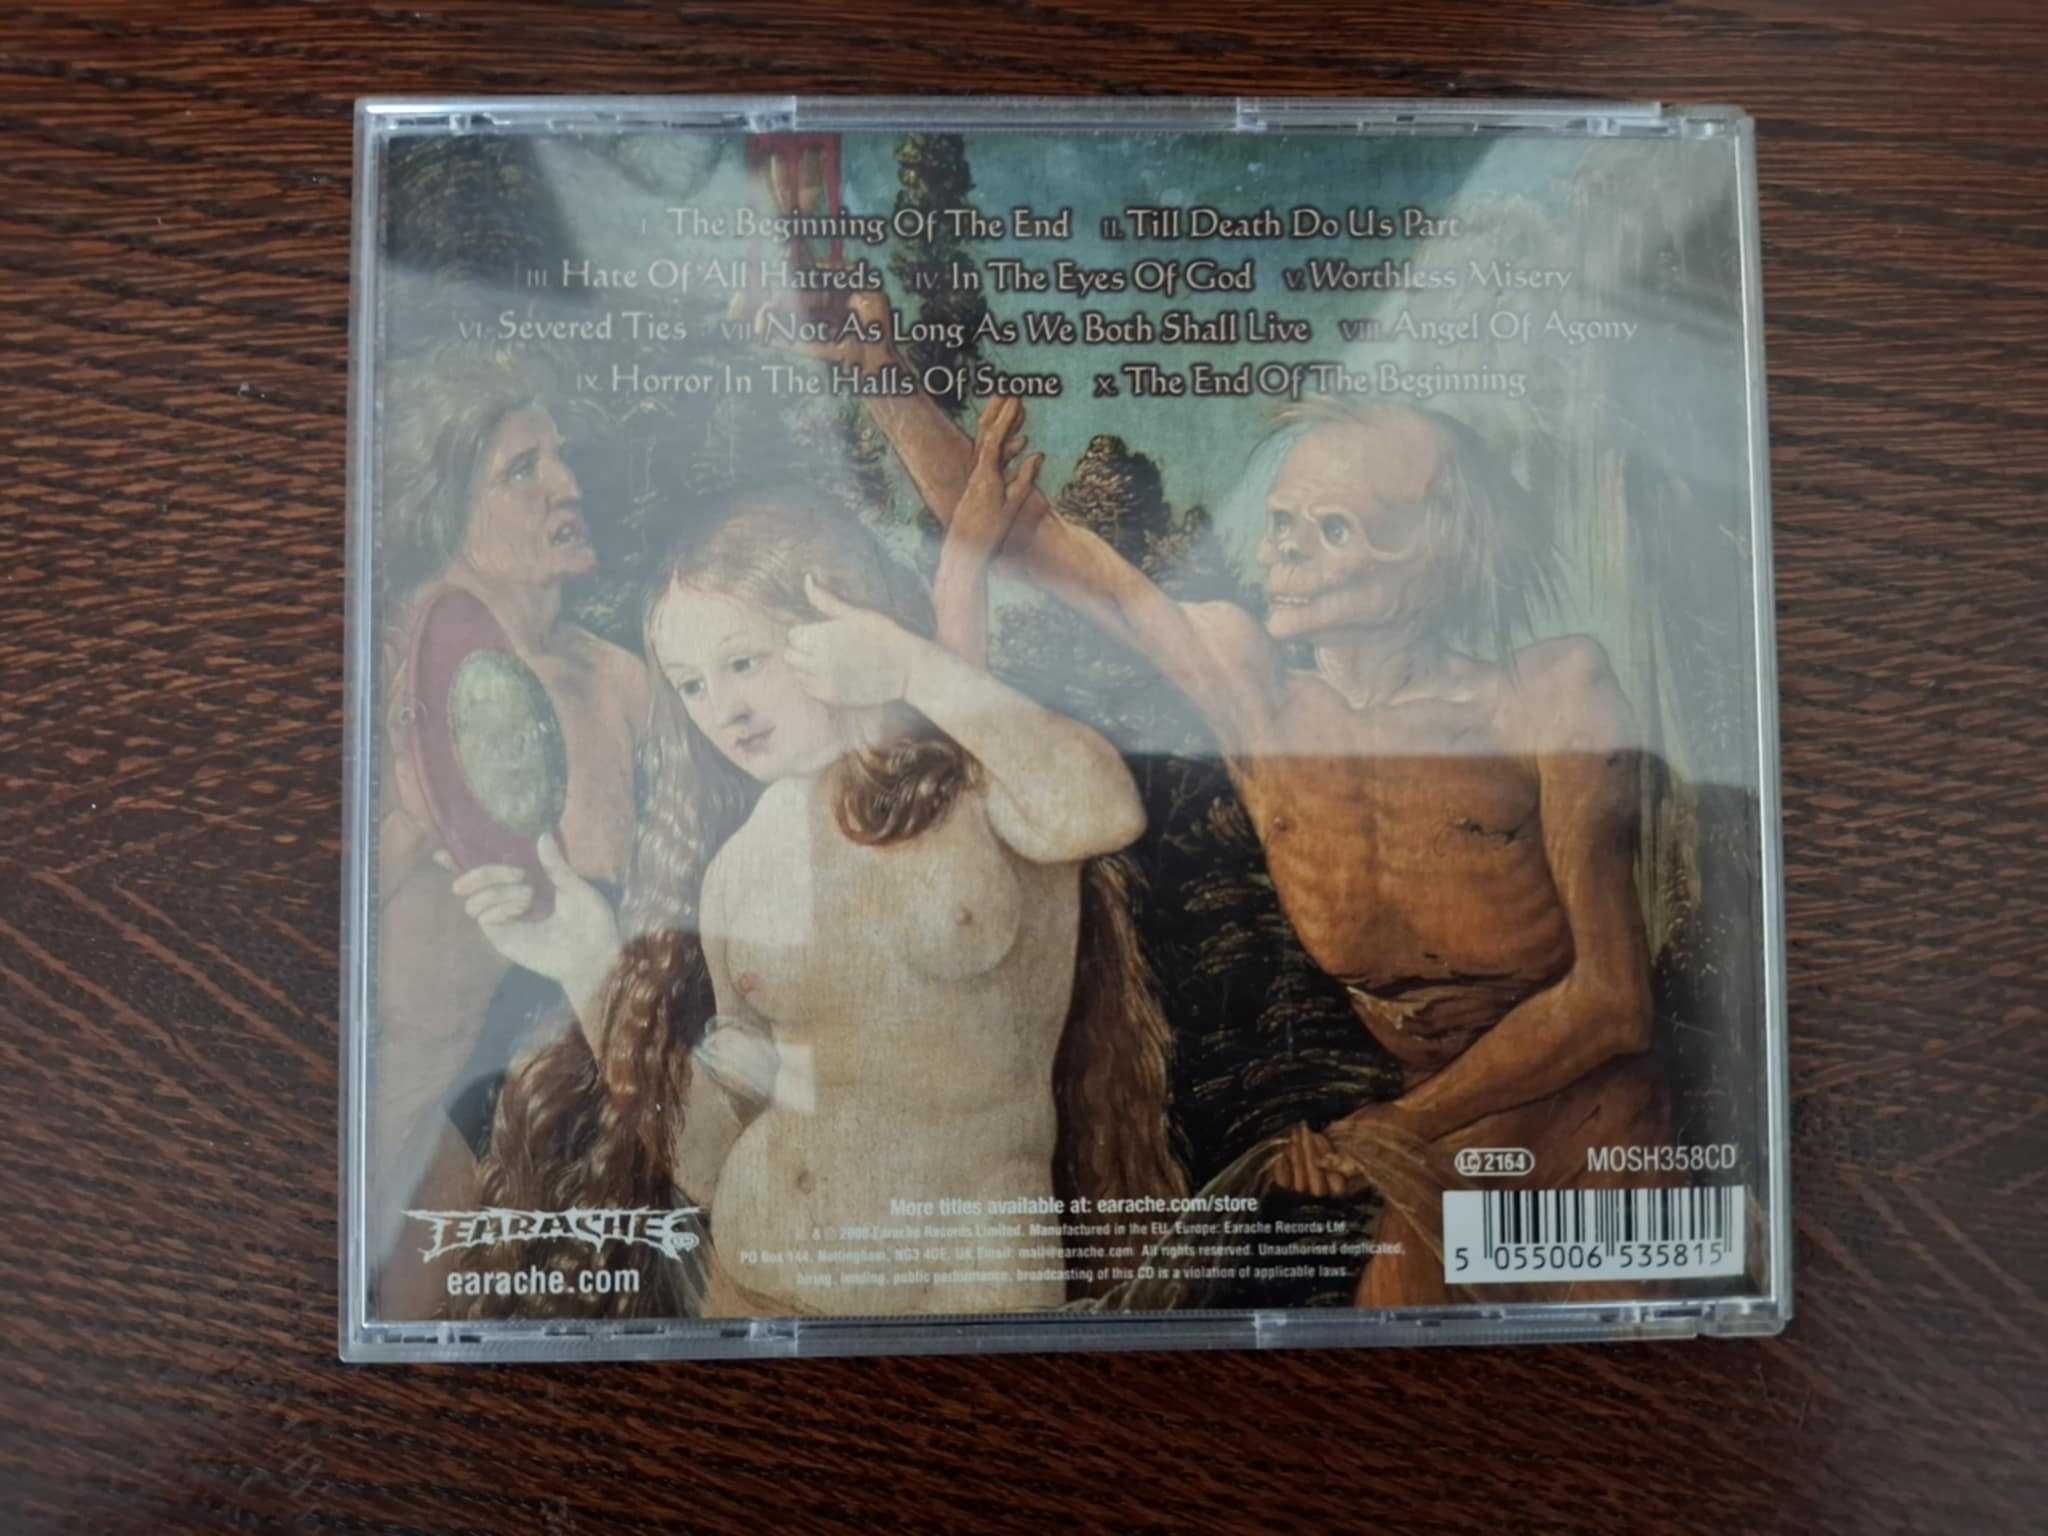 I. The Beginning Of The End II. Till Death Do Us Part
III. Hate Of All Hatreds IV. In The Eyes Of God V. Worthless Misery
VI. Severed Ties VII. Not As Long As We Both Shall Live VIII. Angel Of Agony
IX. Horror In The Halls Of Stone X. The End Of The Beginning
LC 2164 MOSH358CD
EARACHE
earache.com
More titles available at: earache.com/store
& © 2008 Earache Records Limited. Manufactured in the EU. Europe: Earache Records Ltd.
PO Box 144, Nottingham, NG3 4GE, UK Email: mail@earache.com All rights reserved. Unauthorised duplicated,
hiring, lending, public performance, broadcasting of this CD is a violation of applicable laws.
5 055006 535815